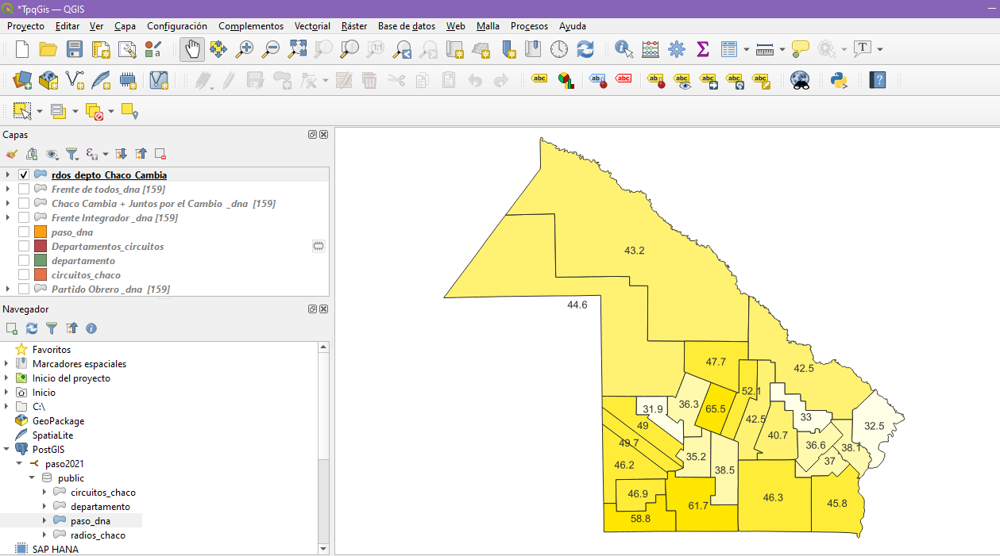 *TpqGis — QGIS
Proyecto Editar Ver Capa Configuración Complementos Vectorial Ráster Base de datos Web Malla Procesos Ayuda
Capas
rdos_depto_Chaco_Cambia
Frente de todos_dna [159]
Chaco Cambia + Juntos por el Cambio _dna [159]
Frente Integrador _dna [159]
paso_dna
Departamentos_circuitos
departamento
circuitos_chaco
Partido Obrero _dna [159]
Navegador
Favoritos
Marcadores espaciales
Inicio del proyecto
Inicio
C:\
GeoPackage
SpatiaLite
PostGIS
paso2021
public
circuitos_chaco
departamento
paso_dna
radios_chaco
SAP HANA
43.2
44.6
47.7
42.5
52.1
36.3
65.5
31.9
33
42.5
49
32.5
40.7
49.7
36.6
38.1
35.2
37
46.2
38.5
46.9
46.3
45.8
61.7
58.8